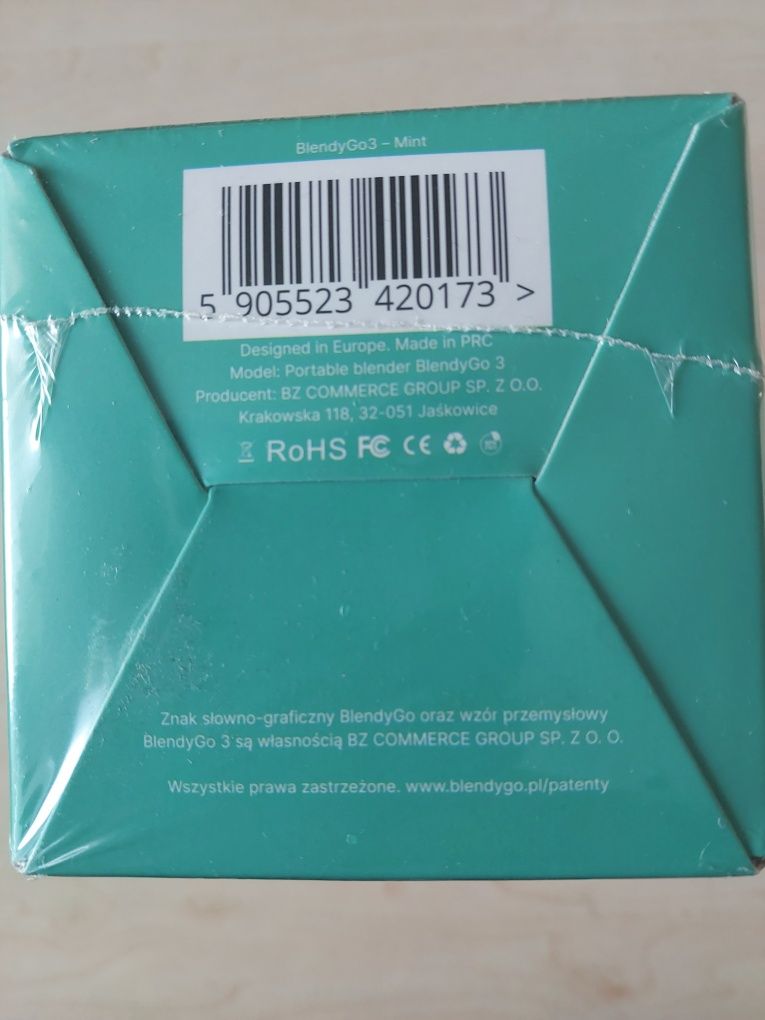 BlendyGo3 – Mint
5 905523 420173 >
Designed in Europe. Made in PRC
Model: Portable blender BlendyGo 3
Producent: BZ COMMERCE GROUP SP. Z O.O.
Krakowska 118, 32-051 Jaśkowice
RoHS FC CE
Znak słowno-graficzny BlendyGo oraz wzór przemysłowy
BlendyGo 3 są własnością BZ COMMERCE GROUP SP. Z O. O.
Wszystkie prawa zastrzeżone. www.blendygo.pl/patenty